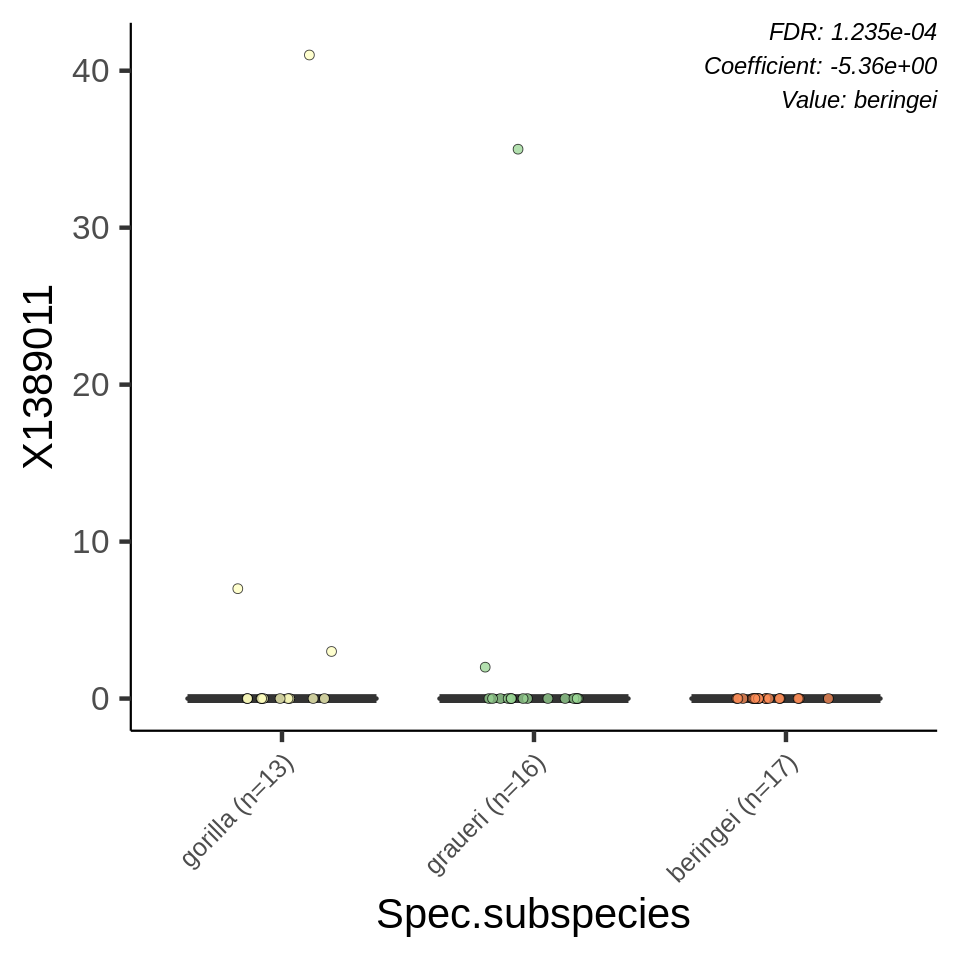 FDR: 1.235e-04
Coefficient: -5.36e+00
Value: beringei
X1389011
40
30
20
10
0
gorilla (n=13)
graueri (n=16)
beringei (n=17)
Spec.subspecies